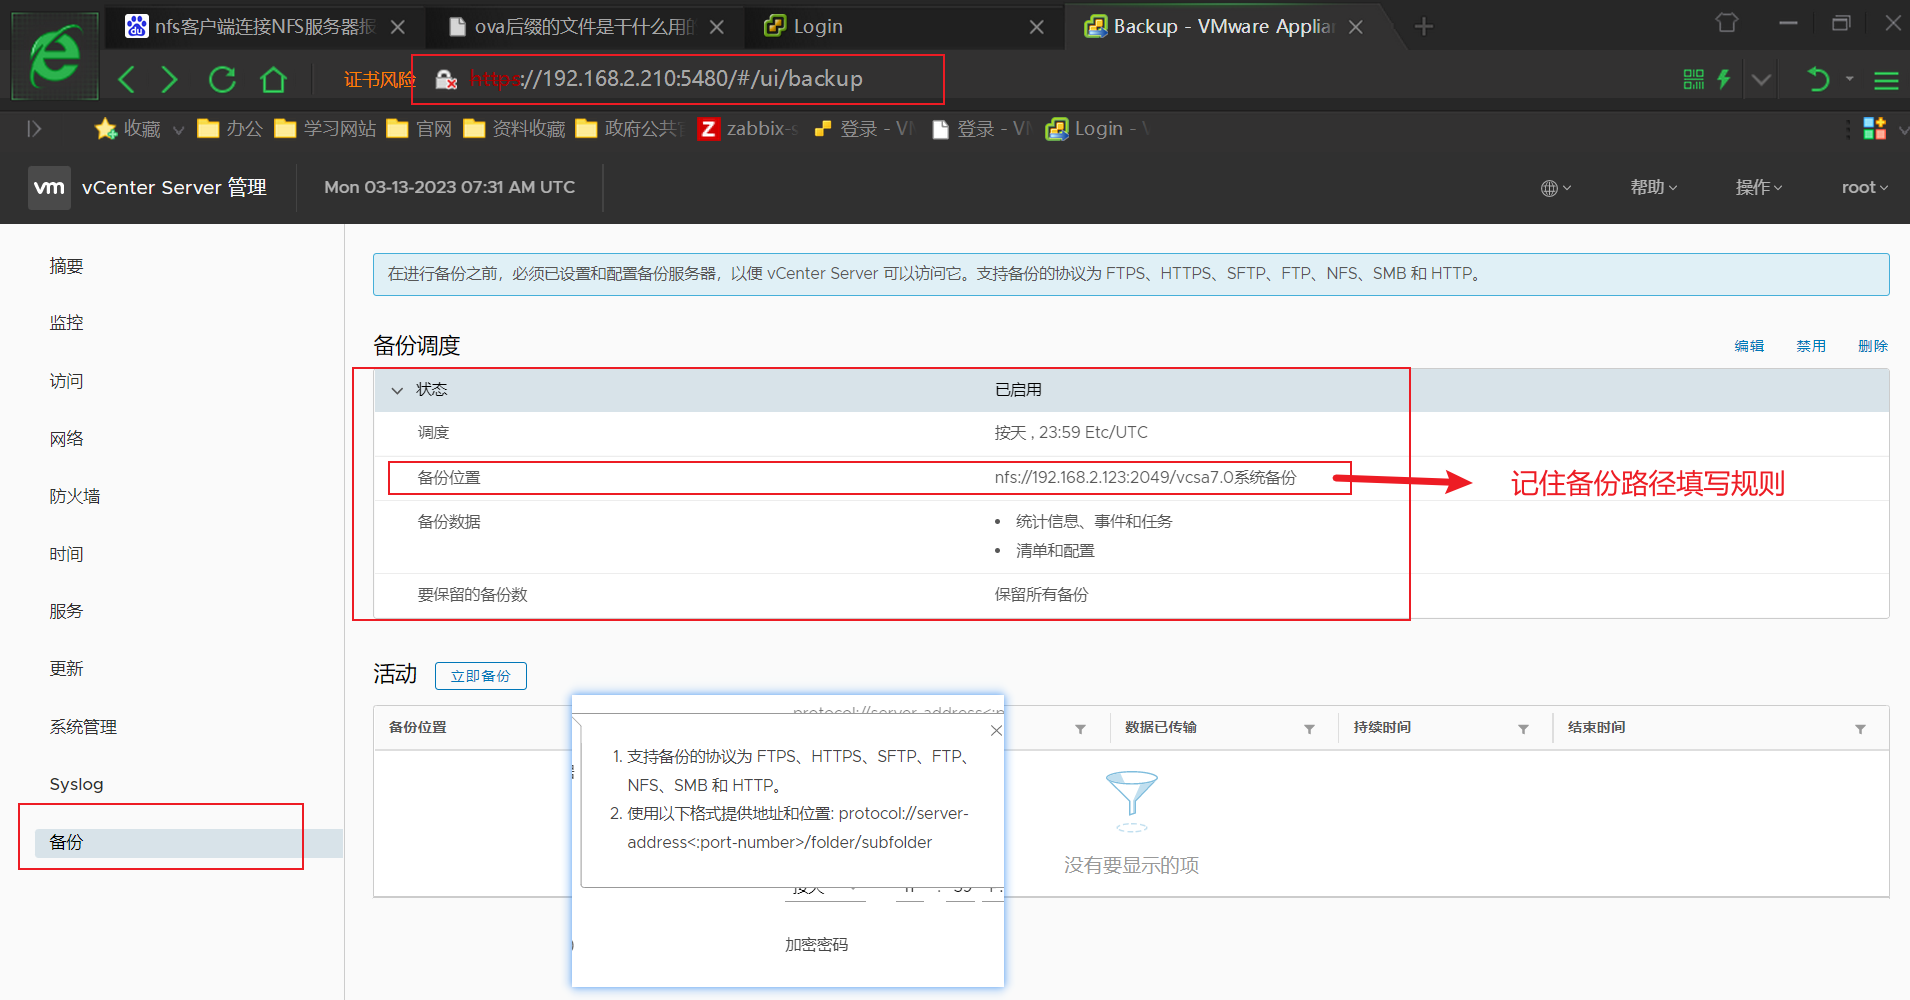 nfs客户端连接NFS服务器报
ova后缀的文件是干什么用的
Login
Backup - VMware Applian
证书风险
https://192.168.2.210:5480/#/ui/backup
收藏
办公
学习网站
官网
资料收藏
政府公共
zabbix-s
登录 - VM
登录 - VM
Login - V
vm
vCenter Server 管理
Mon 03-13-2023 07:31 AM UTC
帮助
操作
root
摘要
监控
访问
网络
防火墙
时间
服务
更新
系统管理
Syslog
备份
在进行备份之前，必须已设置和配置备份服务器，以便 vCenter Server 可以访问它。支持备份的协议为 FTPS、HTTPS、SFTP、FTP、NFS、SMB 和 HTTP。
备份调度
编辑
禁用
删除
状态
已启用
调度
按天 , 23:59 Etc/UTC
备份位置
nfs://192.168.2.123:2049/vcsa7.0系统备份
记住备份路径填写规则
备份数据
• 统计信息、事件和任务
• 清单和配置
要保留的备份数
保留所有备份
活动
立即备份
备份位置
数据已传输
持续时间
结束时间
protocol://server-address<:p
1. 支持备份的协议为 FTPS、HTTPS、SFTP、FTP、
NFS、SMB 和 HTTP。
2. 使用以下格式提供地址和位置: protocol://server-
address<:port-number>/folder/subfolder
按天
加密密码
没有要显示的项